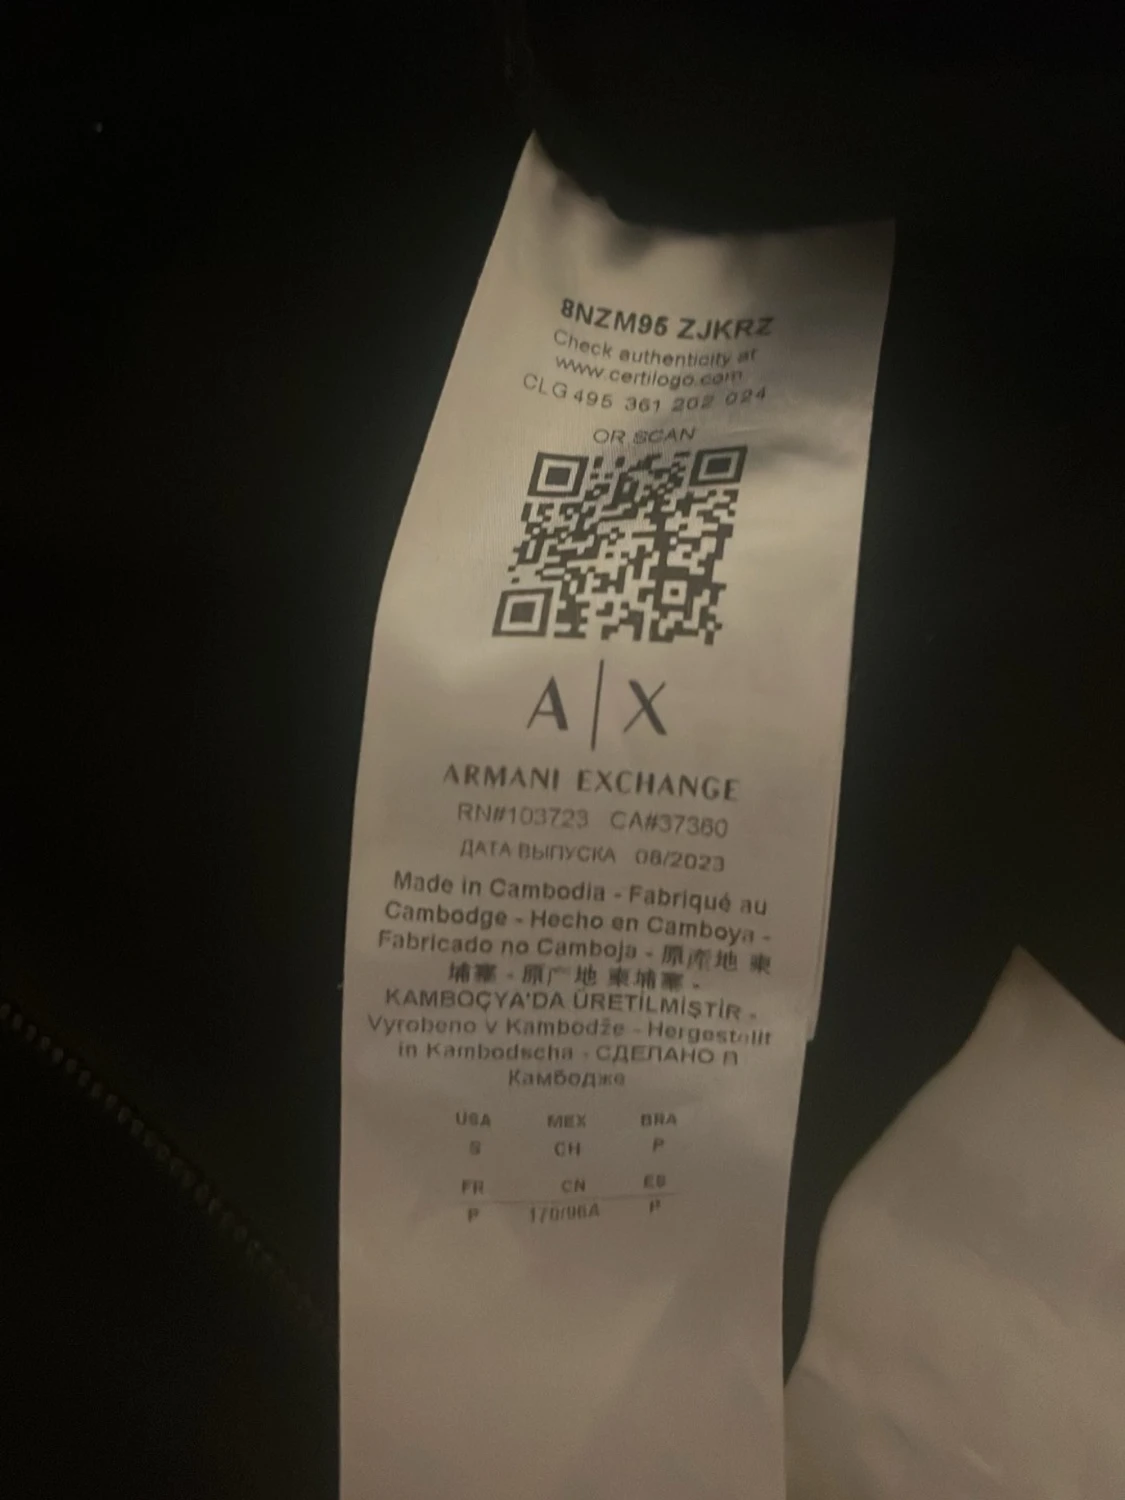 8NZM95 ZJKRZ
Check authenticity at
www.certilogo.com
CLG 495 361 202 024
OR SCAN
A|X
ARMANI EXCHANGE
RN#103723 CA#37360
ДАТА ВЫПУСКА 08/2023
Made in Cambodia - Fabriqué au
Cambodge - Hecho en Camboya -
Fabricado no Camboja - 原産地 柬
埔寨 - 原产地 柬埔寨 -
KAMBOÇYA'DA ÜRETİLMİŞTİR -
Vyrobeno v Kambodže - Hergestellt
in Kambodscha - СДЕЛАНО В
Камбодже
USA MEX BRA
S CH P
FR CN ES
P 170/96A P